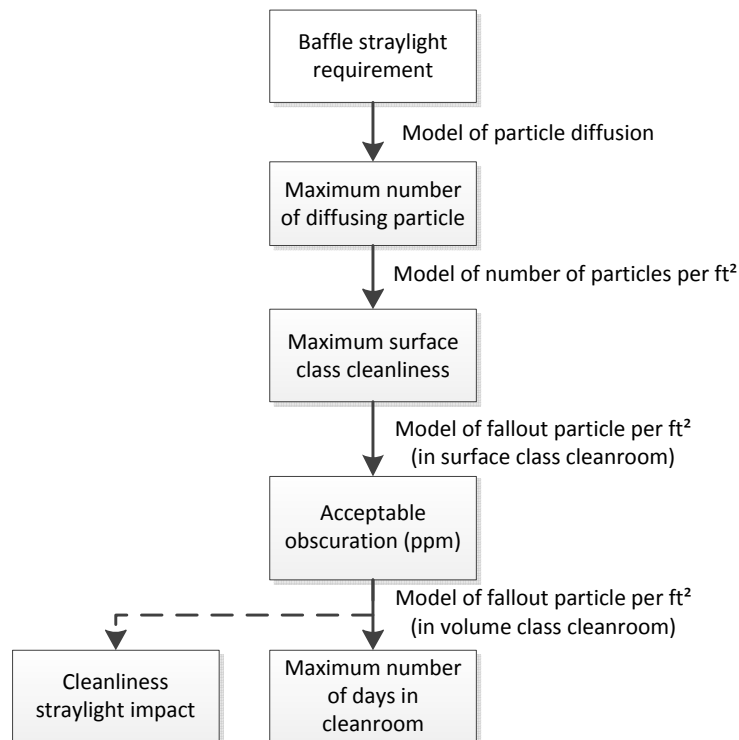 Baffle straylight
requirement
Model of particle diffusion
Maximum number
of diffusing particle
Model of number of particles per ft²
Maximum surface
class cleanliness
Model of fallout particle per ft²
(in surface class cleanroom)
Acceptable
obscuration (ppm)
Model of fallout particle per ft²
(in volume class cleanroom)
Cleanliness
straylight impact
Maximum number
of days in
cleanroom